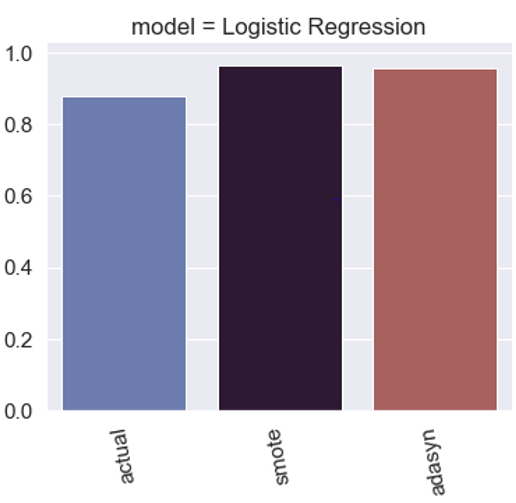 model = Logistic Regression
1.0
0.8
0.6
0.4
0.2
0.0
actual
smote
adasyn